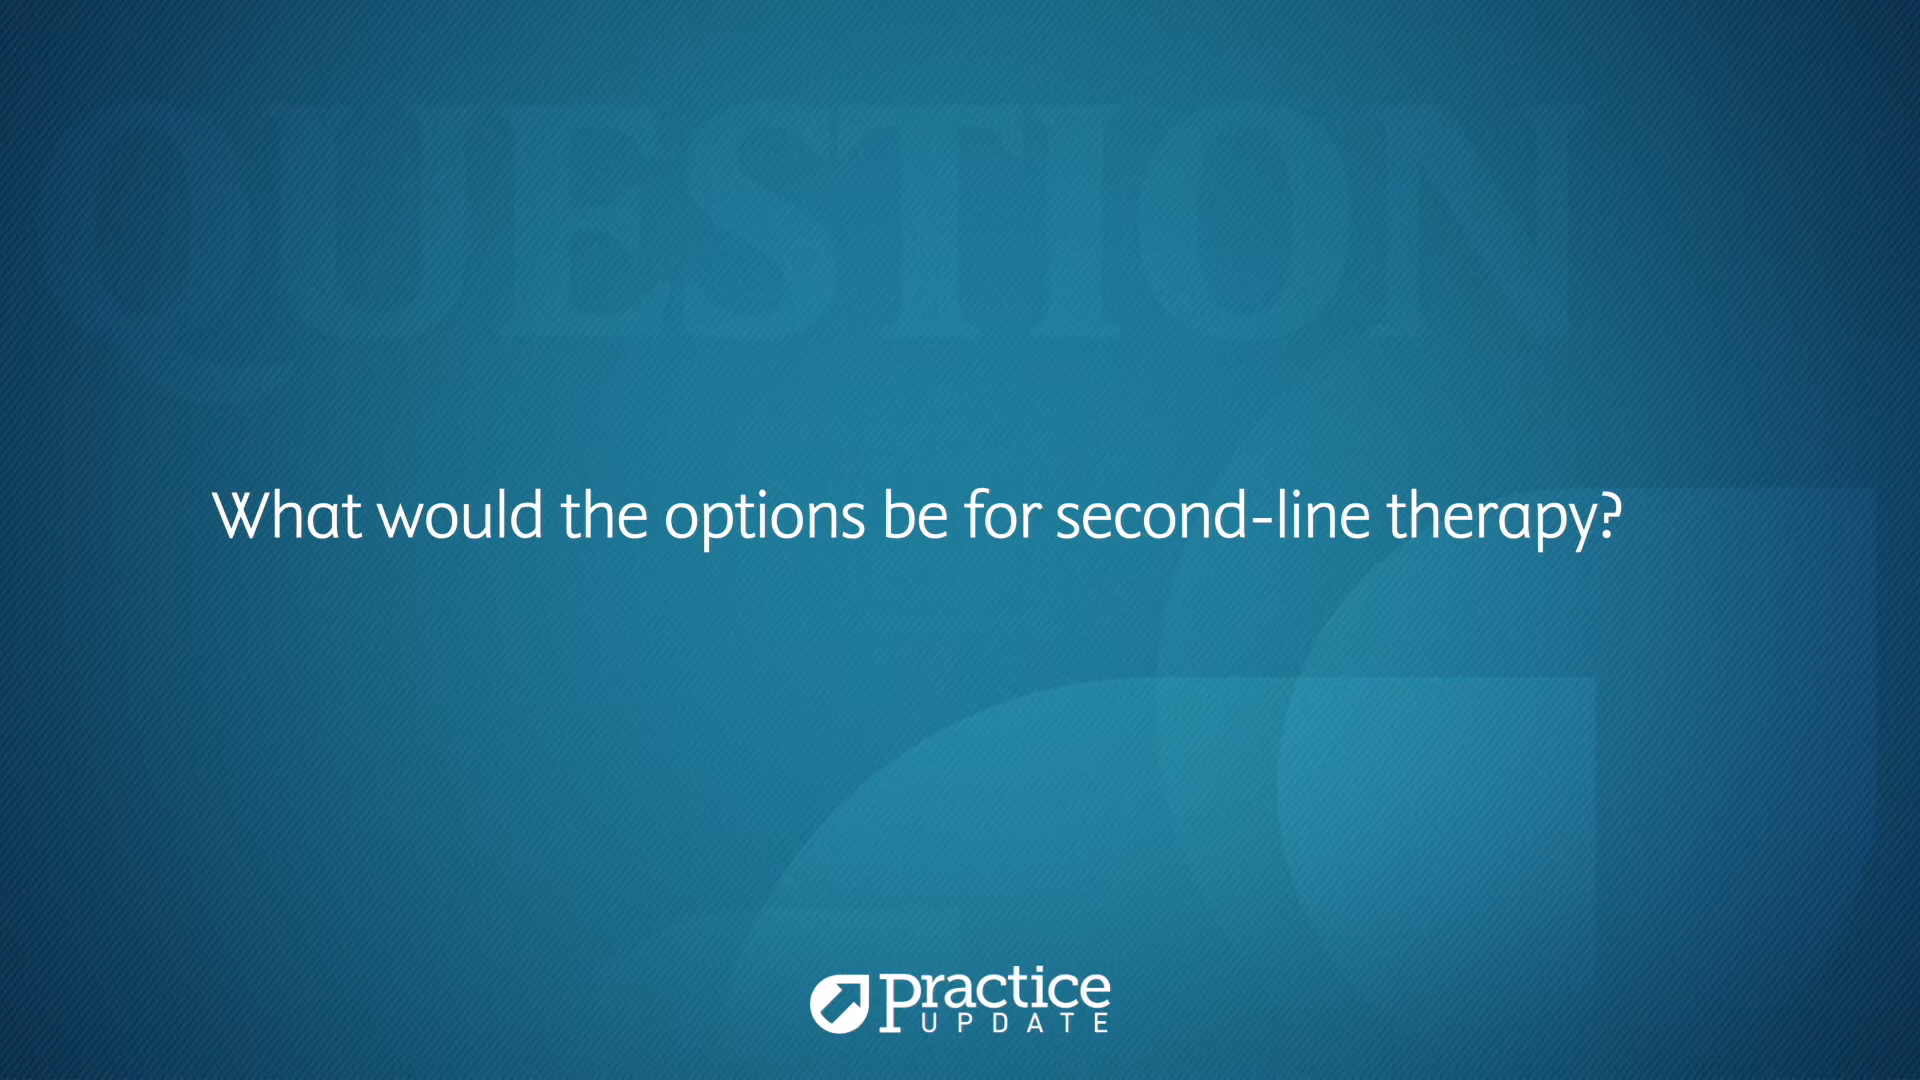 QUESTION
What would the options be for second-line therapy?
Practice
UPDATE